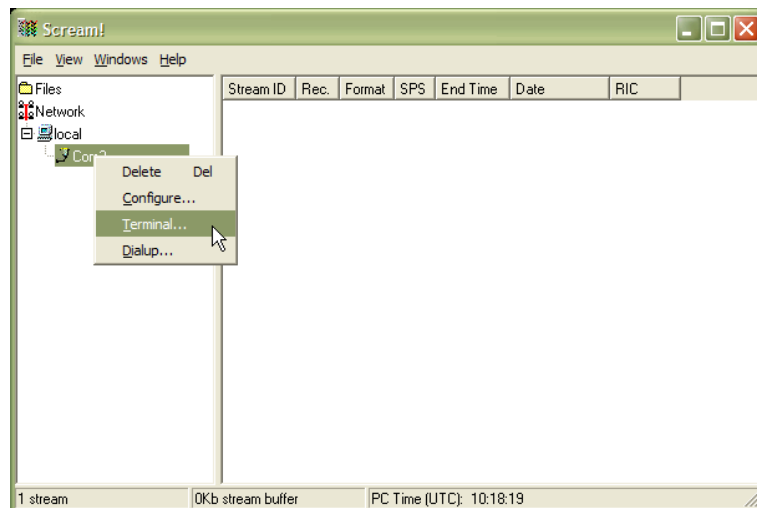 Scream!
File View Windows Help
Files
Network
local
Stream ID Rec. Format SPS End Time Date RIC
Delete Del
Configure...
Terminal...
Dialup...
1 stream 0Kb stream buffer PC Time (UTC): 10:18:19